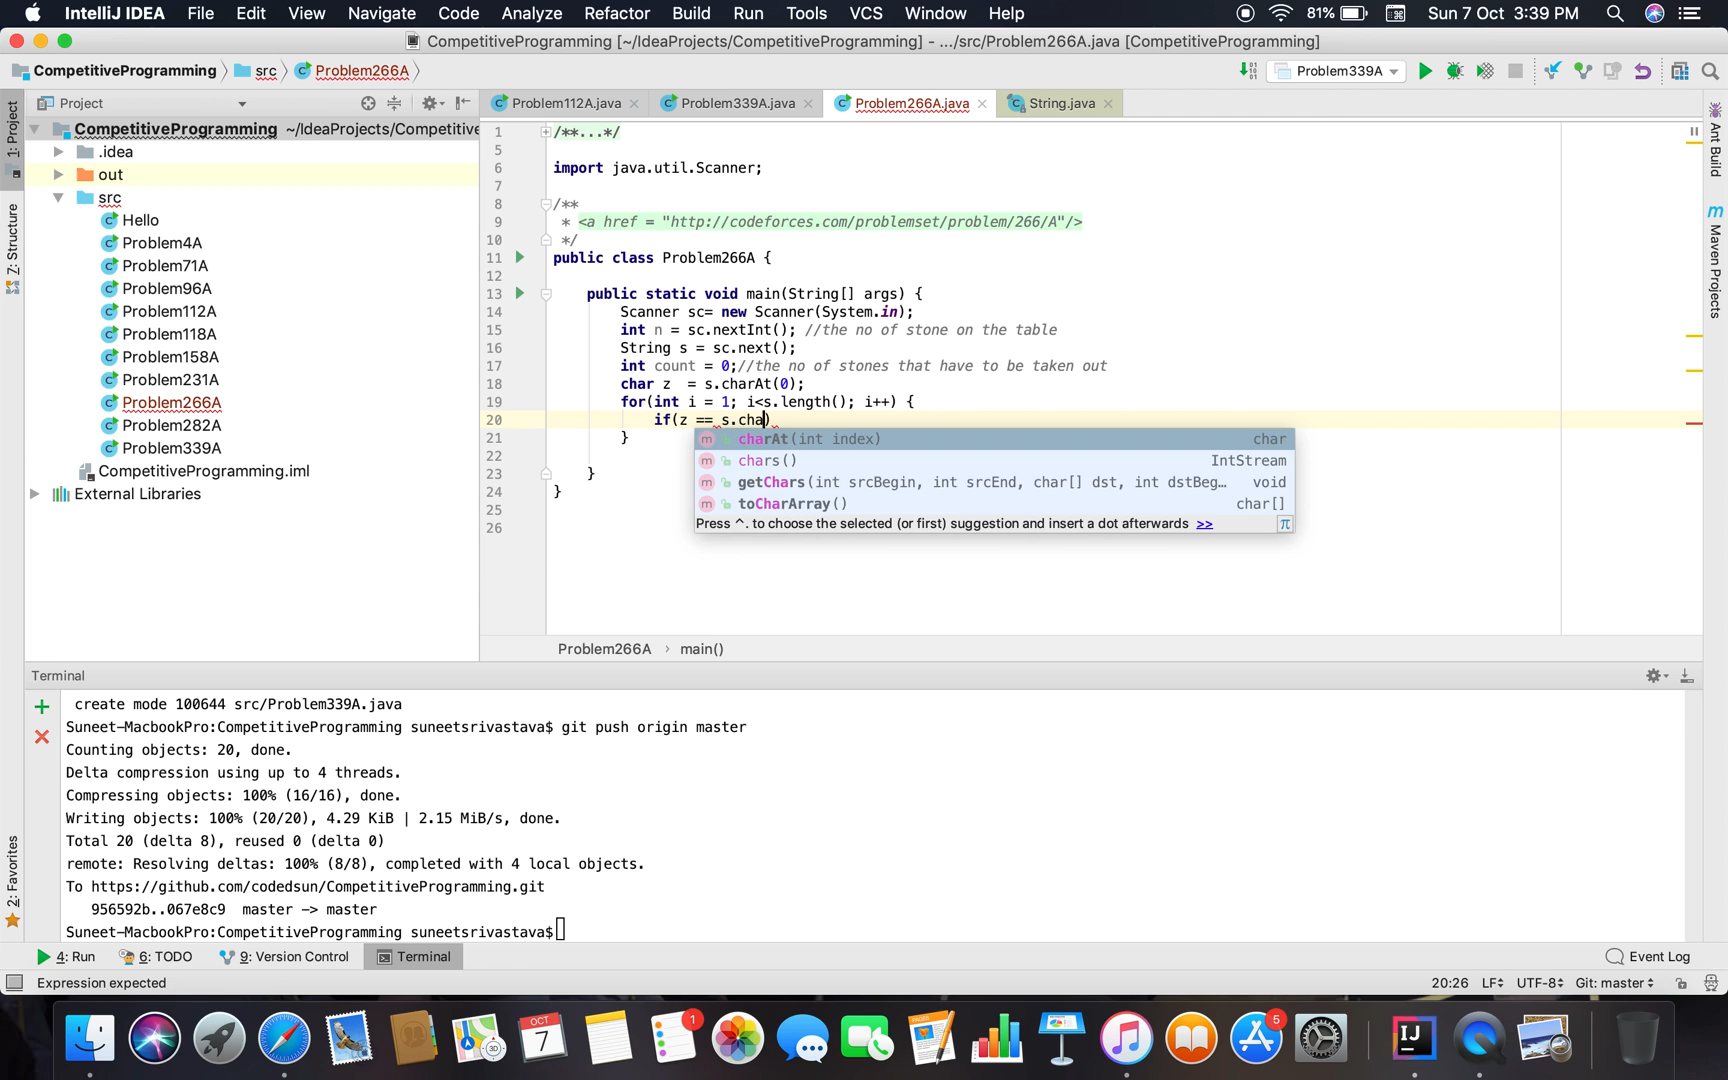 IntelliJ IDEA File Edit View Navigate Code Analyze Refactor Build Run Tools VCS Window Help 81% Sun 7 Oct 3:39 PM
CompetitiveProgramming [~/IdeaProjects/CompetitiveProgramming] - .../src/Problem266A.java [CompetitiveProgramming]
CompetitiveProgramming src Problem266A Problem339A
Project
Problem112A.java Problem339A.java Problem266A.java String.java
1: Project
Z: Structure
2: Favorites
CompetitiveProgramming ~/IdeaProjects/Competitive
.idea
out
src
Hello
Problem4A
Problem71A
Problem96A
Problem112A
Problem118A
Problem158A
Problem231A
Problem266A
Problem282A
Problem339A
CompetitiveProgramming.iml
External Libraries
1 /**...*/
5
6 import java.util.Scanner;
7
8 /**
9 * <a href = "http://codeforces.com/problemset/problem/266/A"/>
10 */
11 public class Problem266A {
12
13 public static void main(String[] args) {
14 Scanner sc= new Scanner(System.in);
15 int n = sc.nextInt(); //the no of stone on the table
16 String s = sc.next();
17 int count = 0;//the no of stones that have to be taken out
18 char z  = s.charAt(0);
19 for(int i = 1; i<s.length(); i++) {
20 if(z == s.cha)
21 }
22
23 }
24 }
25
26
charAt(int index) char
chars() IntStream
getChars(int srcBegin, int srcEnd, char[] dst, int dstBeg... void
toCharArray() char[]
Press ^. to choose the selected (or first) suggestion and insert a dot afterwards >> π
Problem266A › main()
Ant Build
Maven Projects
Terminal
create mode 100644 src/Problem339A.java
Suneet-MacbookPro:CompetitiveProgramming suneetsrivastava$ git push origin master
Counting objects: 20, done.
Delta compression using up to 4 threads.
Compressing objects: 100% (16/16), done.
Writing objects: 100% (20/20), 4.29 KiB | 2.15 MiB/s, done.
Total 20 (delta 8), reused 0 (delta 0)
remote: Resolving deltas: 100% (8/8), completed with 4 local objects.
To https://github.com/codedsun/CompetitiveProgramming.git
956592b..067e8c9  master -> master
Suneet-MacbookPro:CompetitiveProgramming suneetsrivastava$
4: Run 6: TODO 9: Version Control Terminal Event Log
Expression expected 20:26 LF UTF-8 Git: master
1 OCT 7 5 IJ